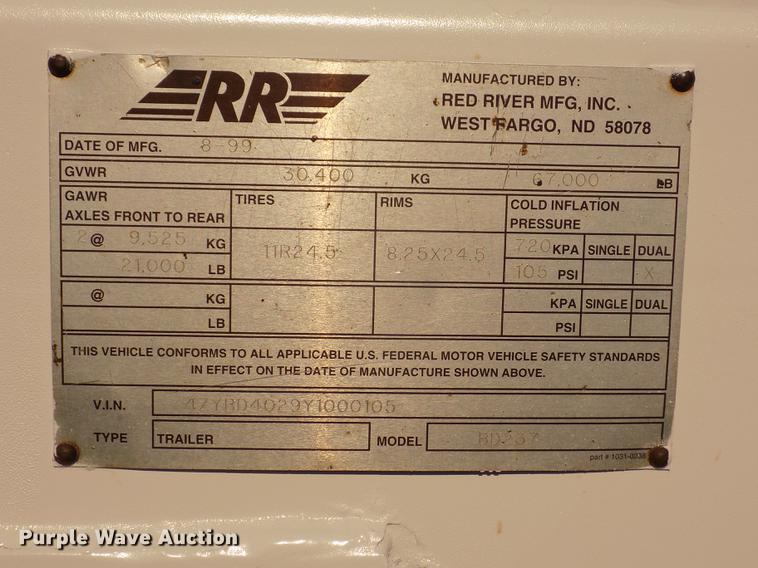 RR
MANUFACTURED BY:
RED RIVER MFG, INC.
WEST FARGO, ND 58078
DATE OF MFG. 8-99
GVWR 30,400 KG 67,000 LB
GAWR
AXLES FRONT TO REAR
TIRES
RIMS
COLD INFLATION
PRESSURE
2@ 9,525 KG
21,000 LB
11R24.5
8.25X24.5
720 KPA SINGLE DUAL
105 PSI X
@ KG
LB
KPA SINGLE DUAL
PSI
THIS VEHICLE CONFORMS TO ALL APPLICABLE U.S. FEDERAL MOTOR VEHICLE SAFETY STANDARDS
IN EFFECT ON THE DATE OF MANUFACTURE SHOWN ABOVE.
V.I.N.
TYPE TRAILER MODEL
part #
Purple Wave Auction